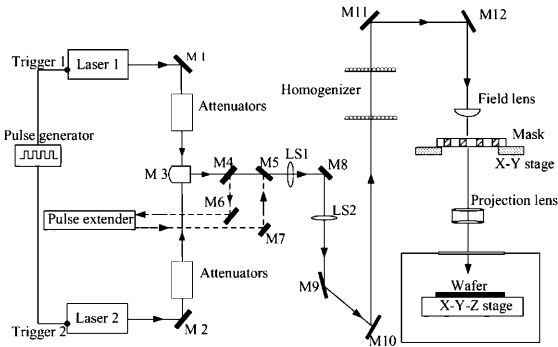 M11
M12
Trigger 1
Laser 1
M 1
Homogenizer
Attenuators
Field lens
Pulse generator
Mask
X-Y stage
M 3
M4
M5
LS1
M8
M6
Pulse extender
M7
LS2
Projection lens
Attenuators
M9
Wafer
X-Y-Z stage
Laser 2
Trigger 2
M 2
M10